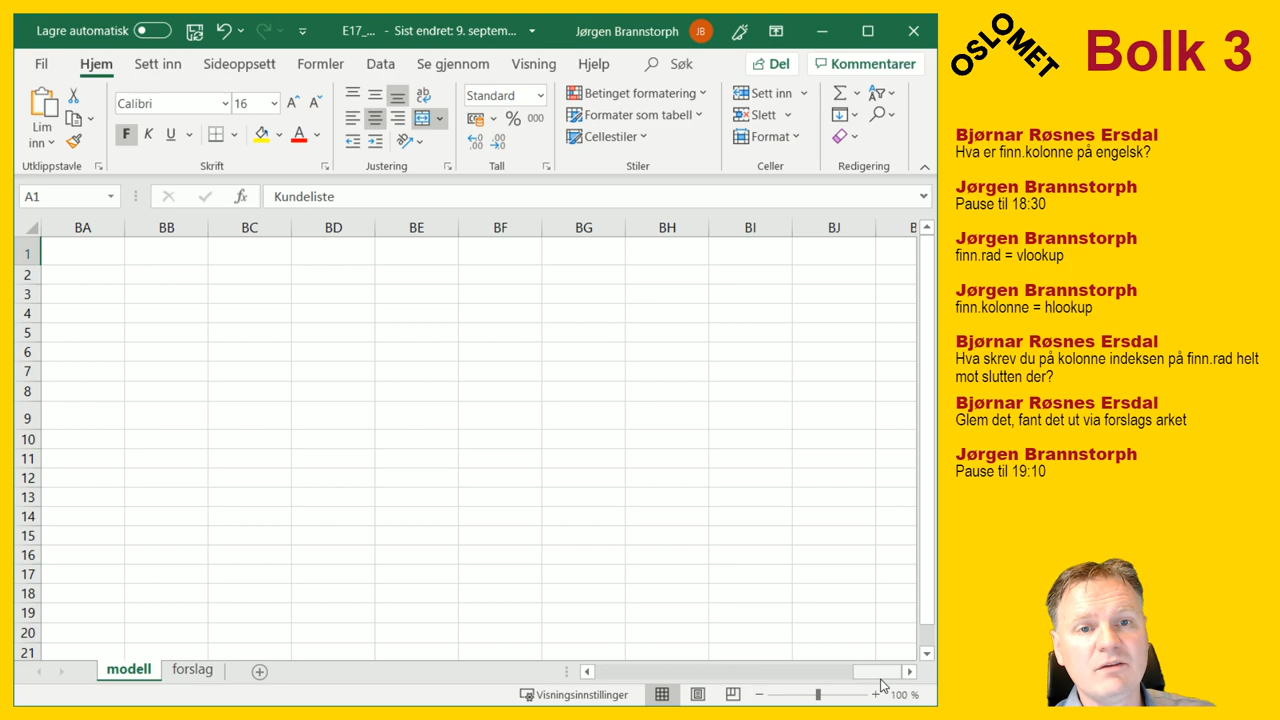 Lagre automatisk
E17_... - Sist endret: 9. septem...
Jørgen Brannstorph JB
Fil Hjem Sett inn Sideoppsett Formler Data Se gjennom Visning Hjelp Søk Del Kommentarer
Lim inn
Utklippstavle
Calibri 16
F K U
Skrift
Justering
Standard
% 000
Tall
Betinget formatering
Formater som tabell
Cellestiler
Stiler
Sett inn
Slett
Format
Celler
Redigering
A1 fx Kundeliste
BA BB BC BD BE BF BG BH BI BJ
1
2
3
4
5
6
7
8
9
10
11
12
13
14
15
16
17
18
19
20
21
modell forslag
Visningsinnstillinger
100 %
OSLOMET
Bolk 3
Bjørnar Røsnes Ersdal
Hva er finn.kolonne på engelsk?
Jørgen Brannstorph
Pause til 18:30
Jørgen Brannstorph
finn.rad = vlookup
Jørgen Brannstorph
finn.kolonne = hlookup
Bjørnar Røsnes Ersdal
Hva skrev du på kolonne indeksen på finn.rad helt
mot slutten der?
Bjørnar Røsnes Ersdal
Glem det, fant det ut via forslags arket
Jørgen Brannstorph
Pause til 19:10